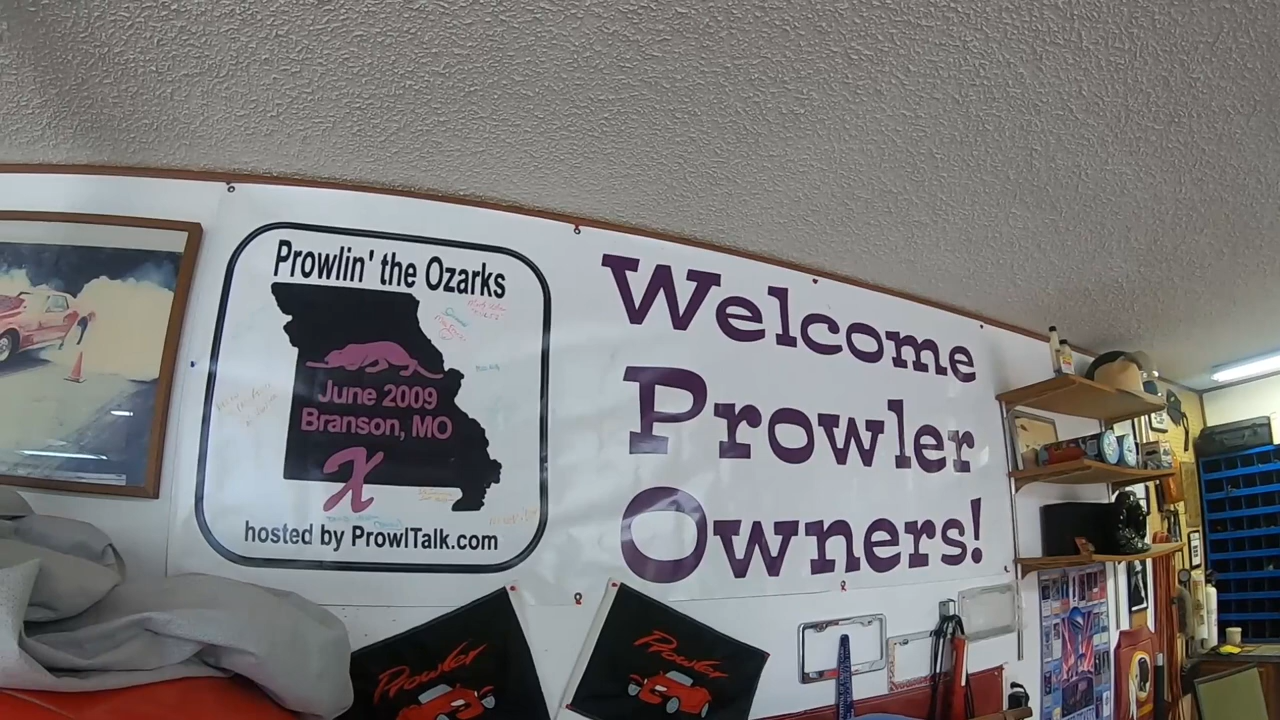 Prowlin' the Ozarks
June 2009
Branson, MO
X
hosted by ProwlTalk.com
Welcome
Prowler
Owners!
Prowler
Prowler